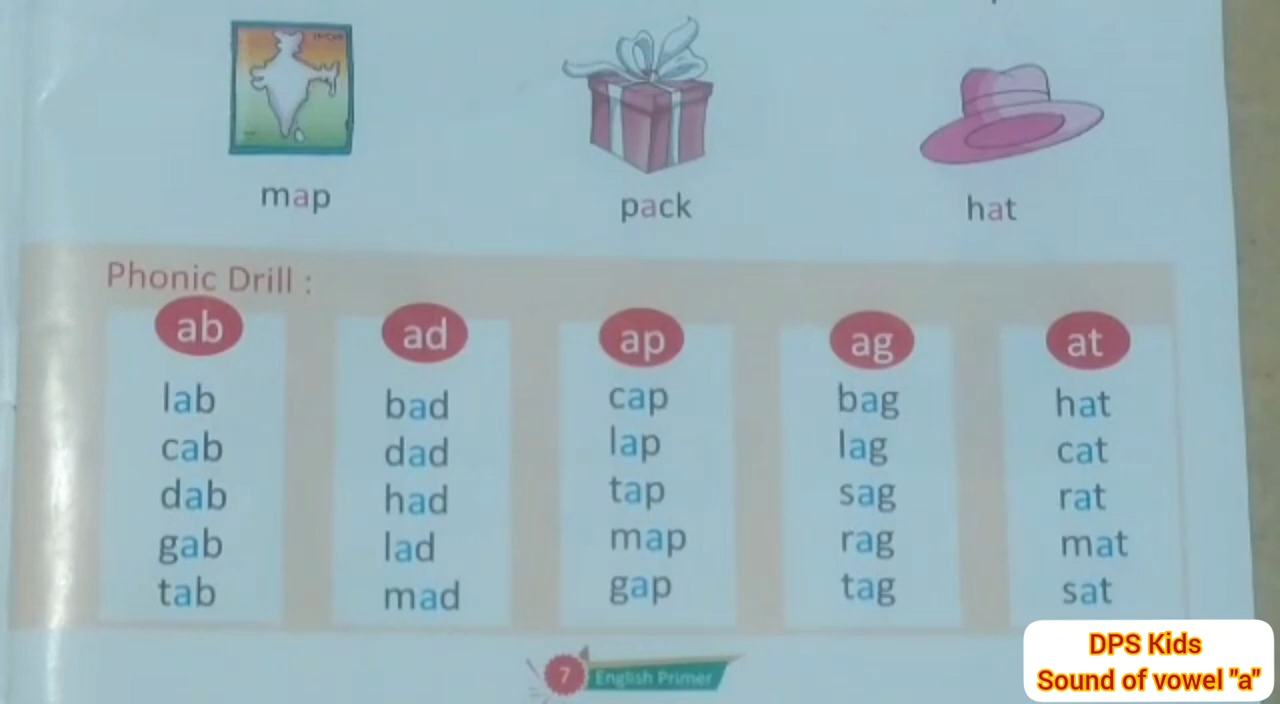 map pack hat
Phonic Drill :
ab ad ap ag at
lab bad cap bag hat
cab dad lap lag cat
dab had tap sag rat
gab lad map rag mat
tab mad gap tag sat
7 English Primer
DPS Kids
Sound of vowel "a"